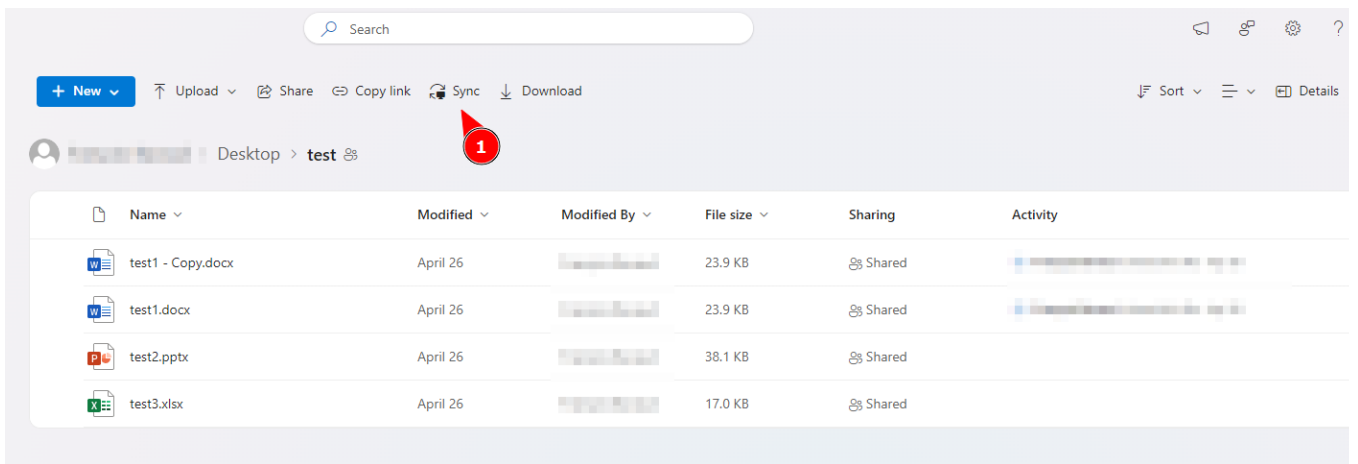 Search
?
+ New Upload Share Copy link Sync Download Sort Details
1
Desktop > test
Name Modified Modified By File size Sharing Activity
test1 - Copy.docx April 26 23.9 KB Shared
test1.docx April 26 23.9 KB Shared
test2.pptx April 26 38.1 KB Shared
test3.xlsx April 26 17.0 KB Shared